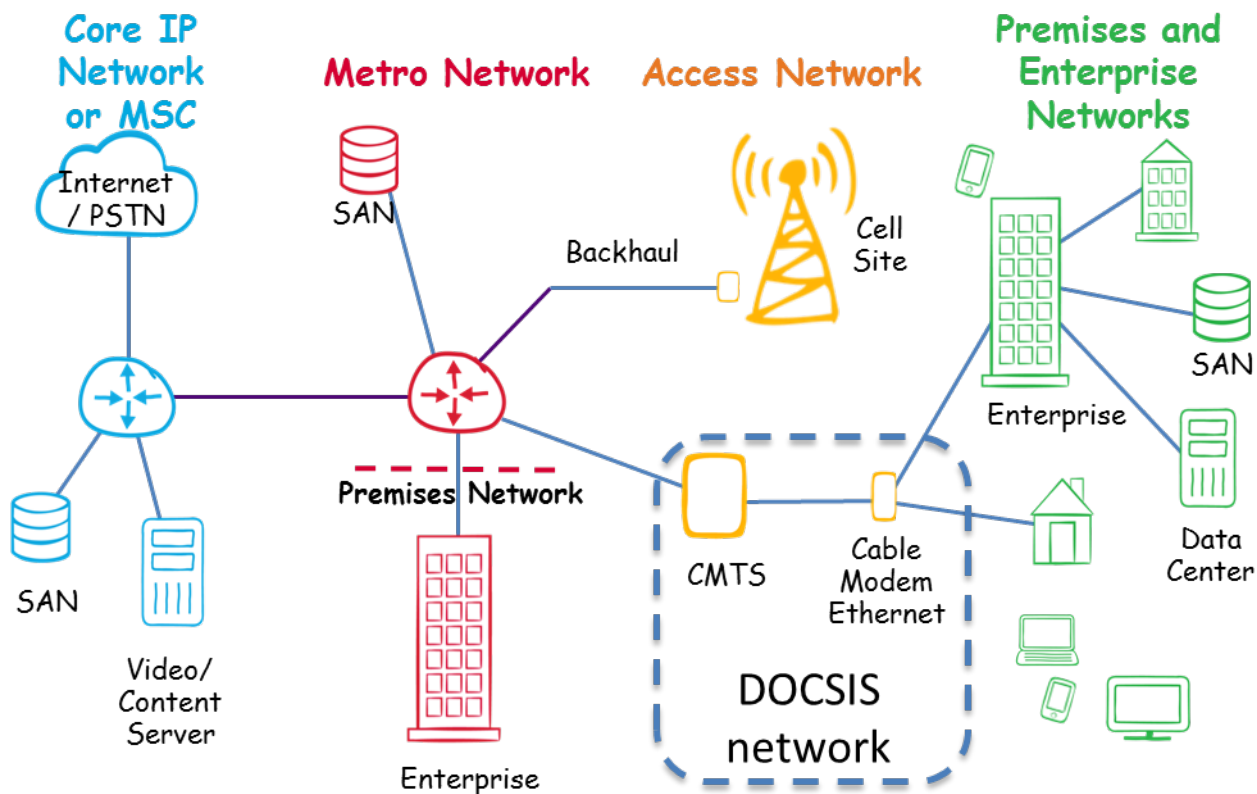 Core IP
Network
or MSC
Metro Network
Access Network
Premises and
Enterprise
Networks
Internet
/ PSTN
SAN
Backhaul
Cell
Site
SAN
Enterprise
Premises Network
SAN
Video/
Content
Server
Enterprise
CMTS
Cable
Modem
Ethernet
Data
Center
DOCSIS
network